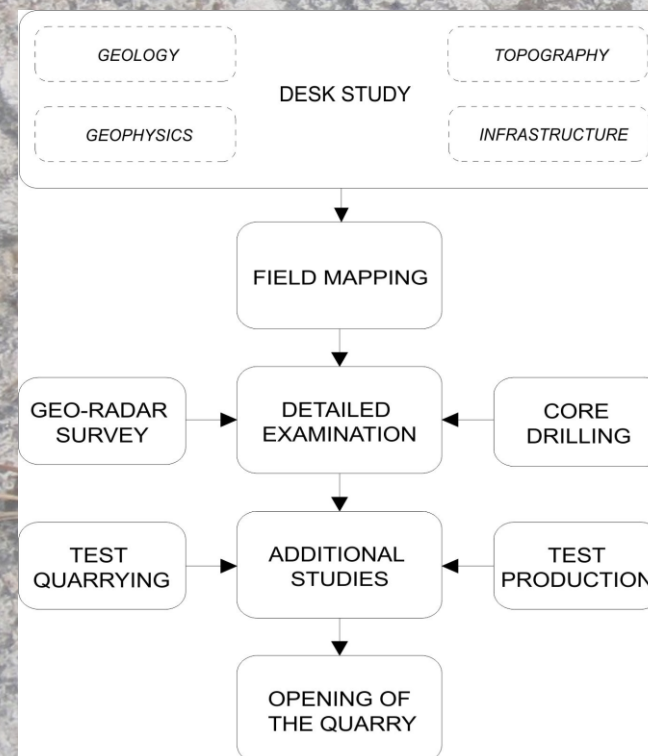 GEOLOGY
TOPOGRAPHY
DESK STUDY
GEOPHYSICS
INFRASTRUCTURE
FIELD MAPPING
GEO-RADAR
SURVEY
DETAILED
EXAMINATION
CORE
DRILLING
TEST
QUARRYING
ADDITIONAL
STUDIES
TEST
PRODUCTION
OPENING OF
THE QUARRY